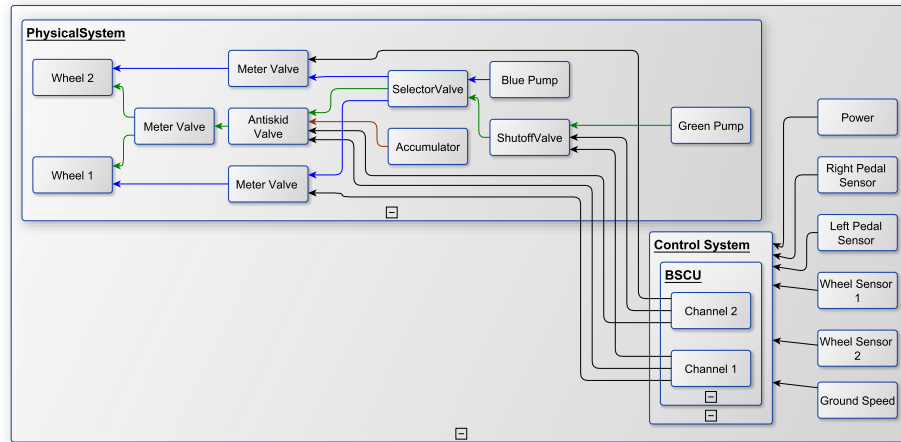 PhysicalSystem
Wheel 2
Meter Valve
SelectorValve
Blue Pump
Meter Valve
Antiskid
Valve
Accumulator
ShutoffValve
Green Pump
Wheel 1
Meter Valve
Power
Right Pedal
Sensor
Left Pedal
Sensor
Control System
BSCU
Channel 2
Channel 1
Wheel Sensor
1
Wheel Sensor
2
Ground Speed